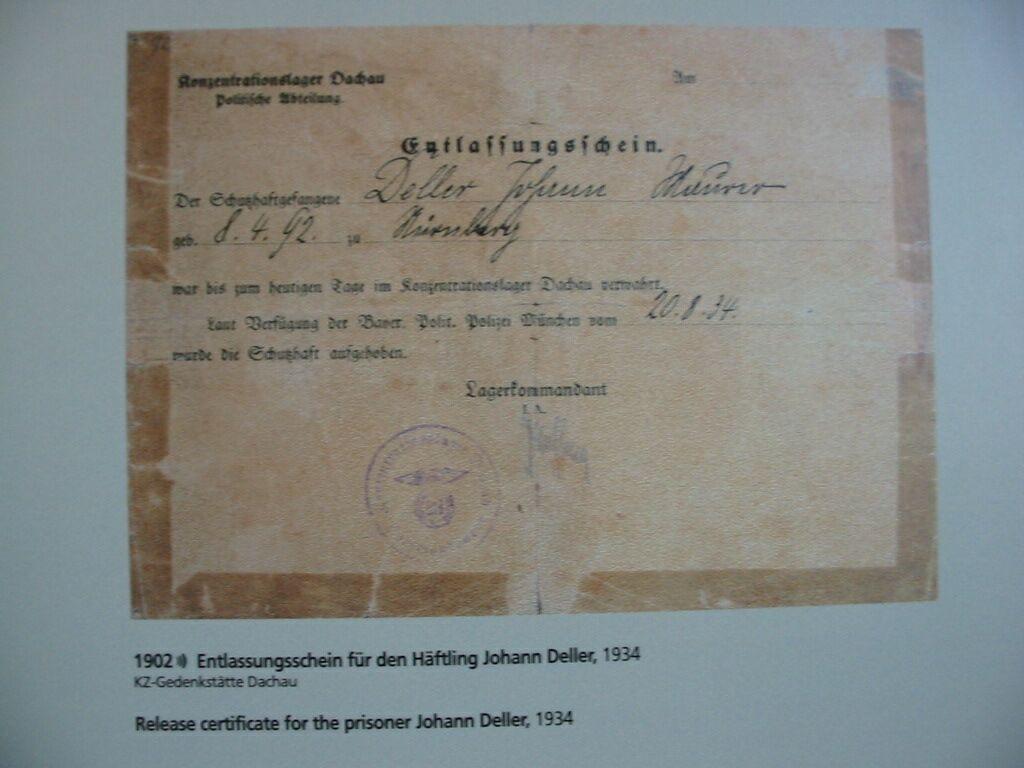 Konzentrationslager Dachau
Politische Abteilung
Am
Entlassungsschein.
Der Schutzhaftgefangene Deller Johann Maurer
geb. 8. 4. 92. zu Nürnberg
war bis zum heutigen Tage im Konzentrationslager Dachau verwahrt.
Laut Verfügung der Bayer. Polit. Polizei München vom 20.8.34.
wurde die Schutzhaft aufgehoben.
Lagerkommandant
I. A.
1902 Entlassungsschein für den Häftling Johann Deller, 1934
KZ-Gedenkstätte Dachau
Release certificate for the prisoner Johann Deller, 1934